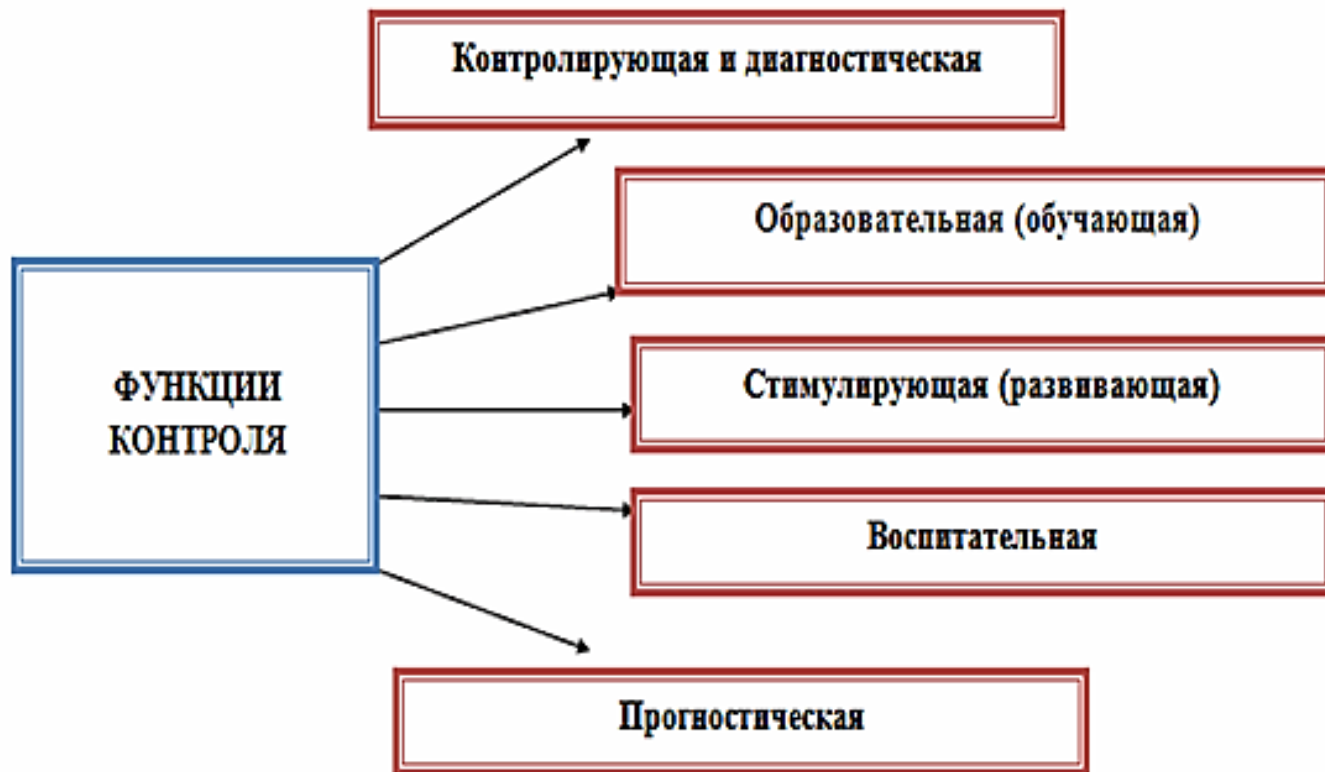 Контролирующая и диагностическая
Образовательная (обучающая)
ФУНКЦИИ
КОНТРОЛЯ
Стимулирующая (развивающая)
Воспитательная
Прогностическая